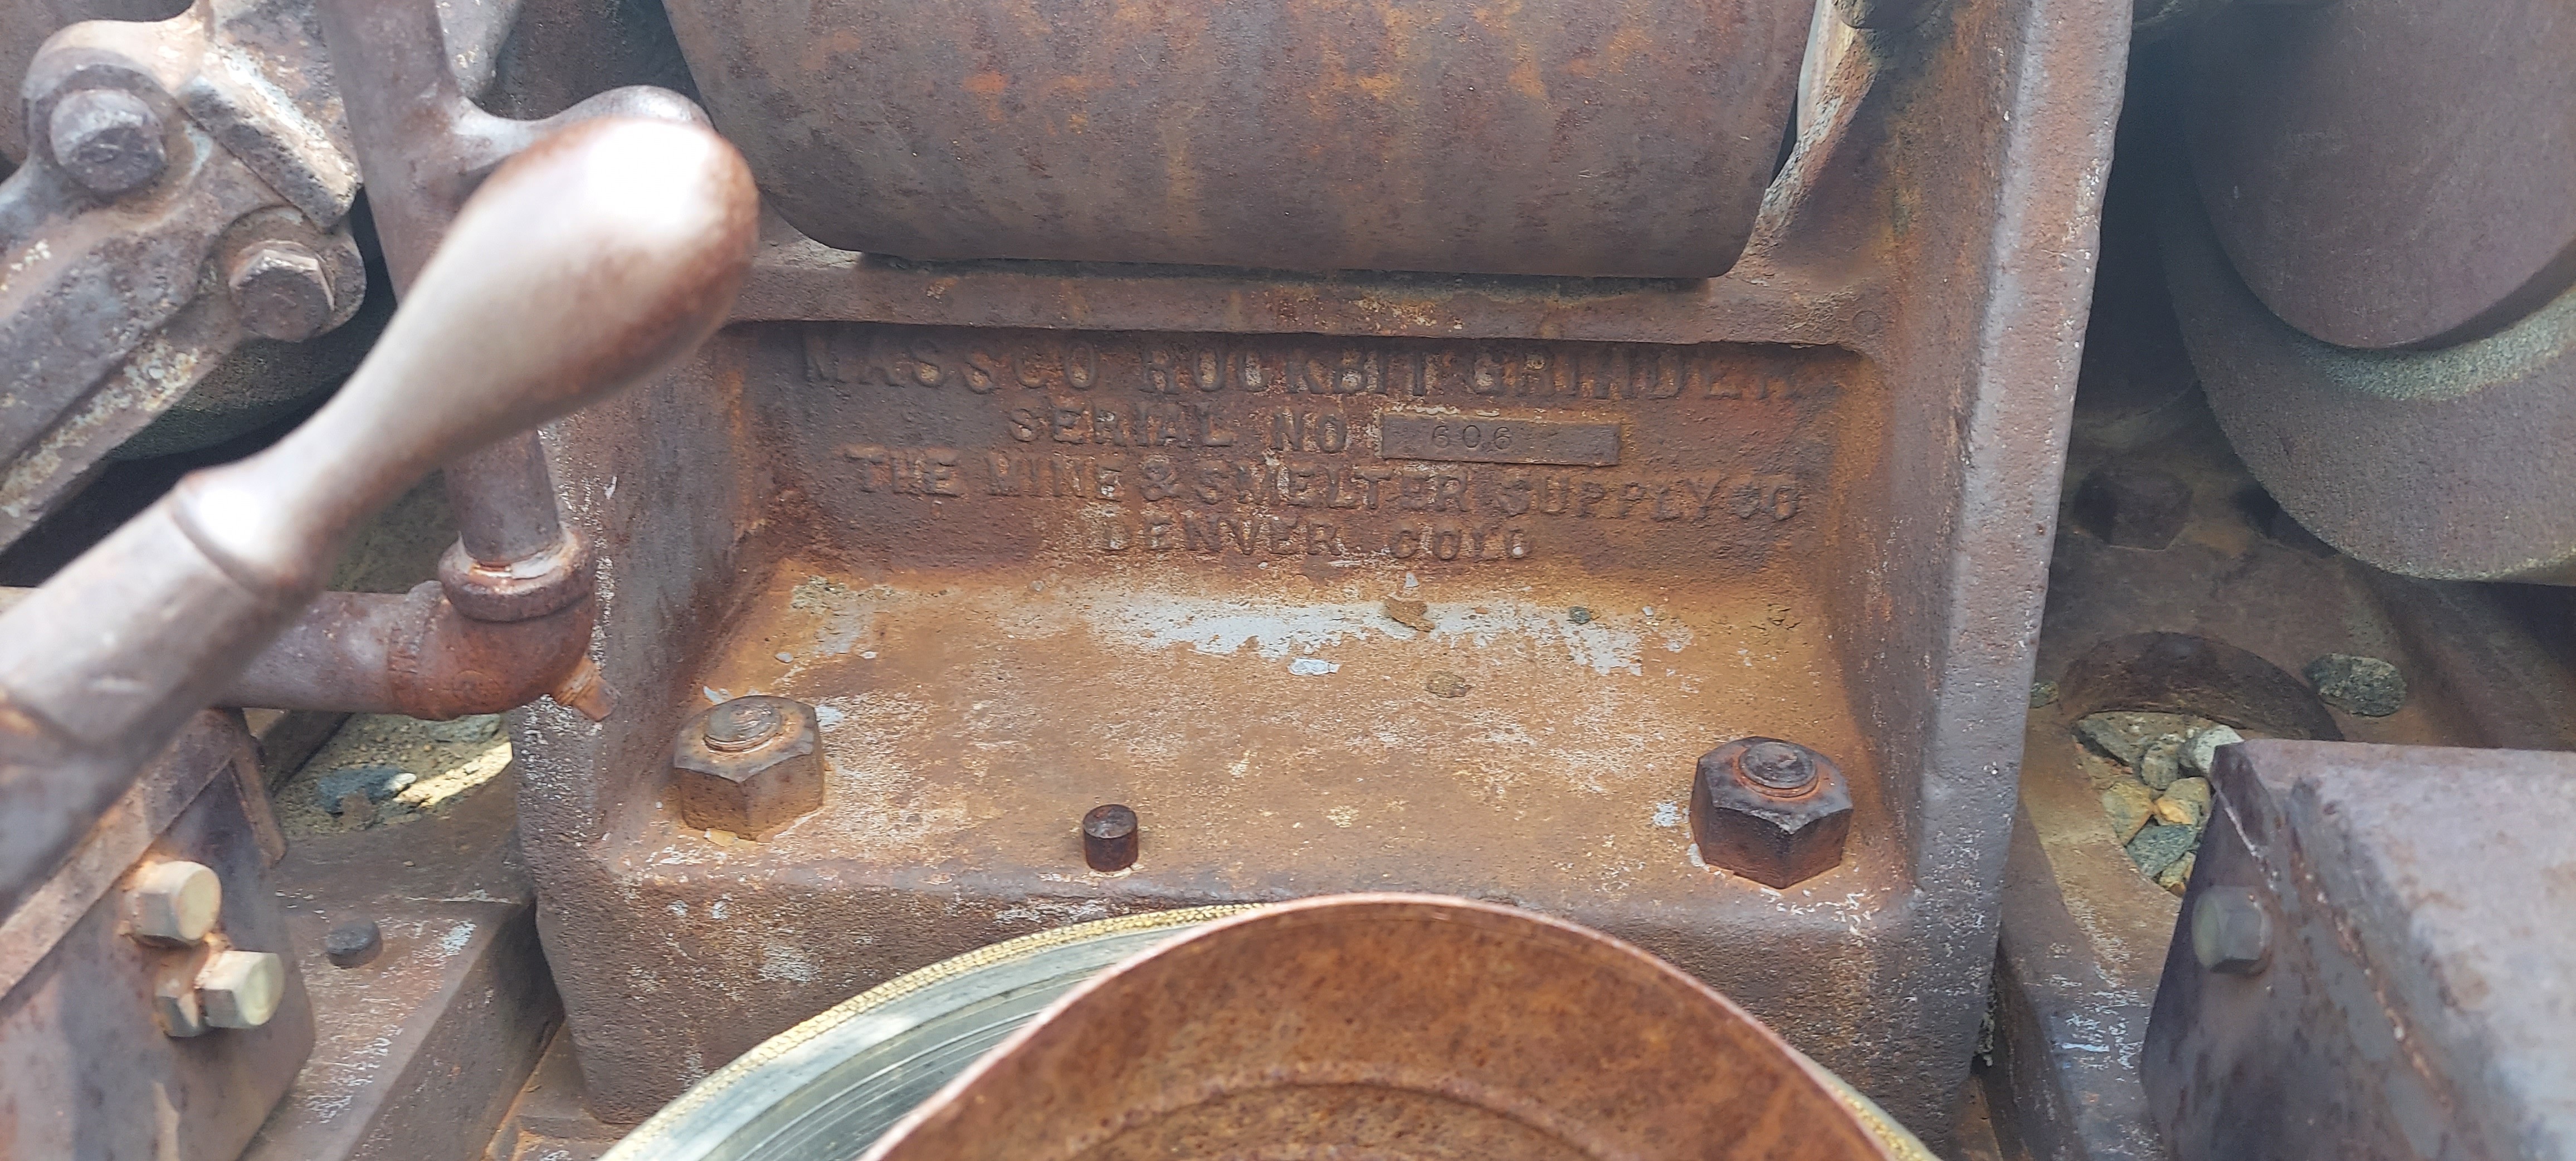 MASSCO ROCKBIT GRINDER
SERIAL NO 606
THE MINE & SMELTER SUPPLY CO
DENVER COLO